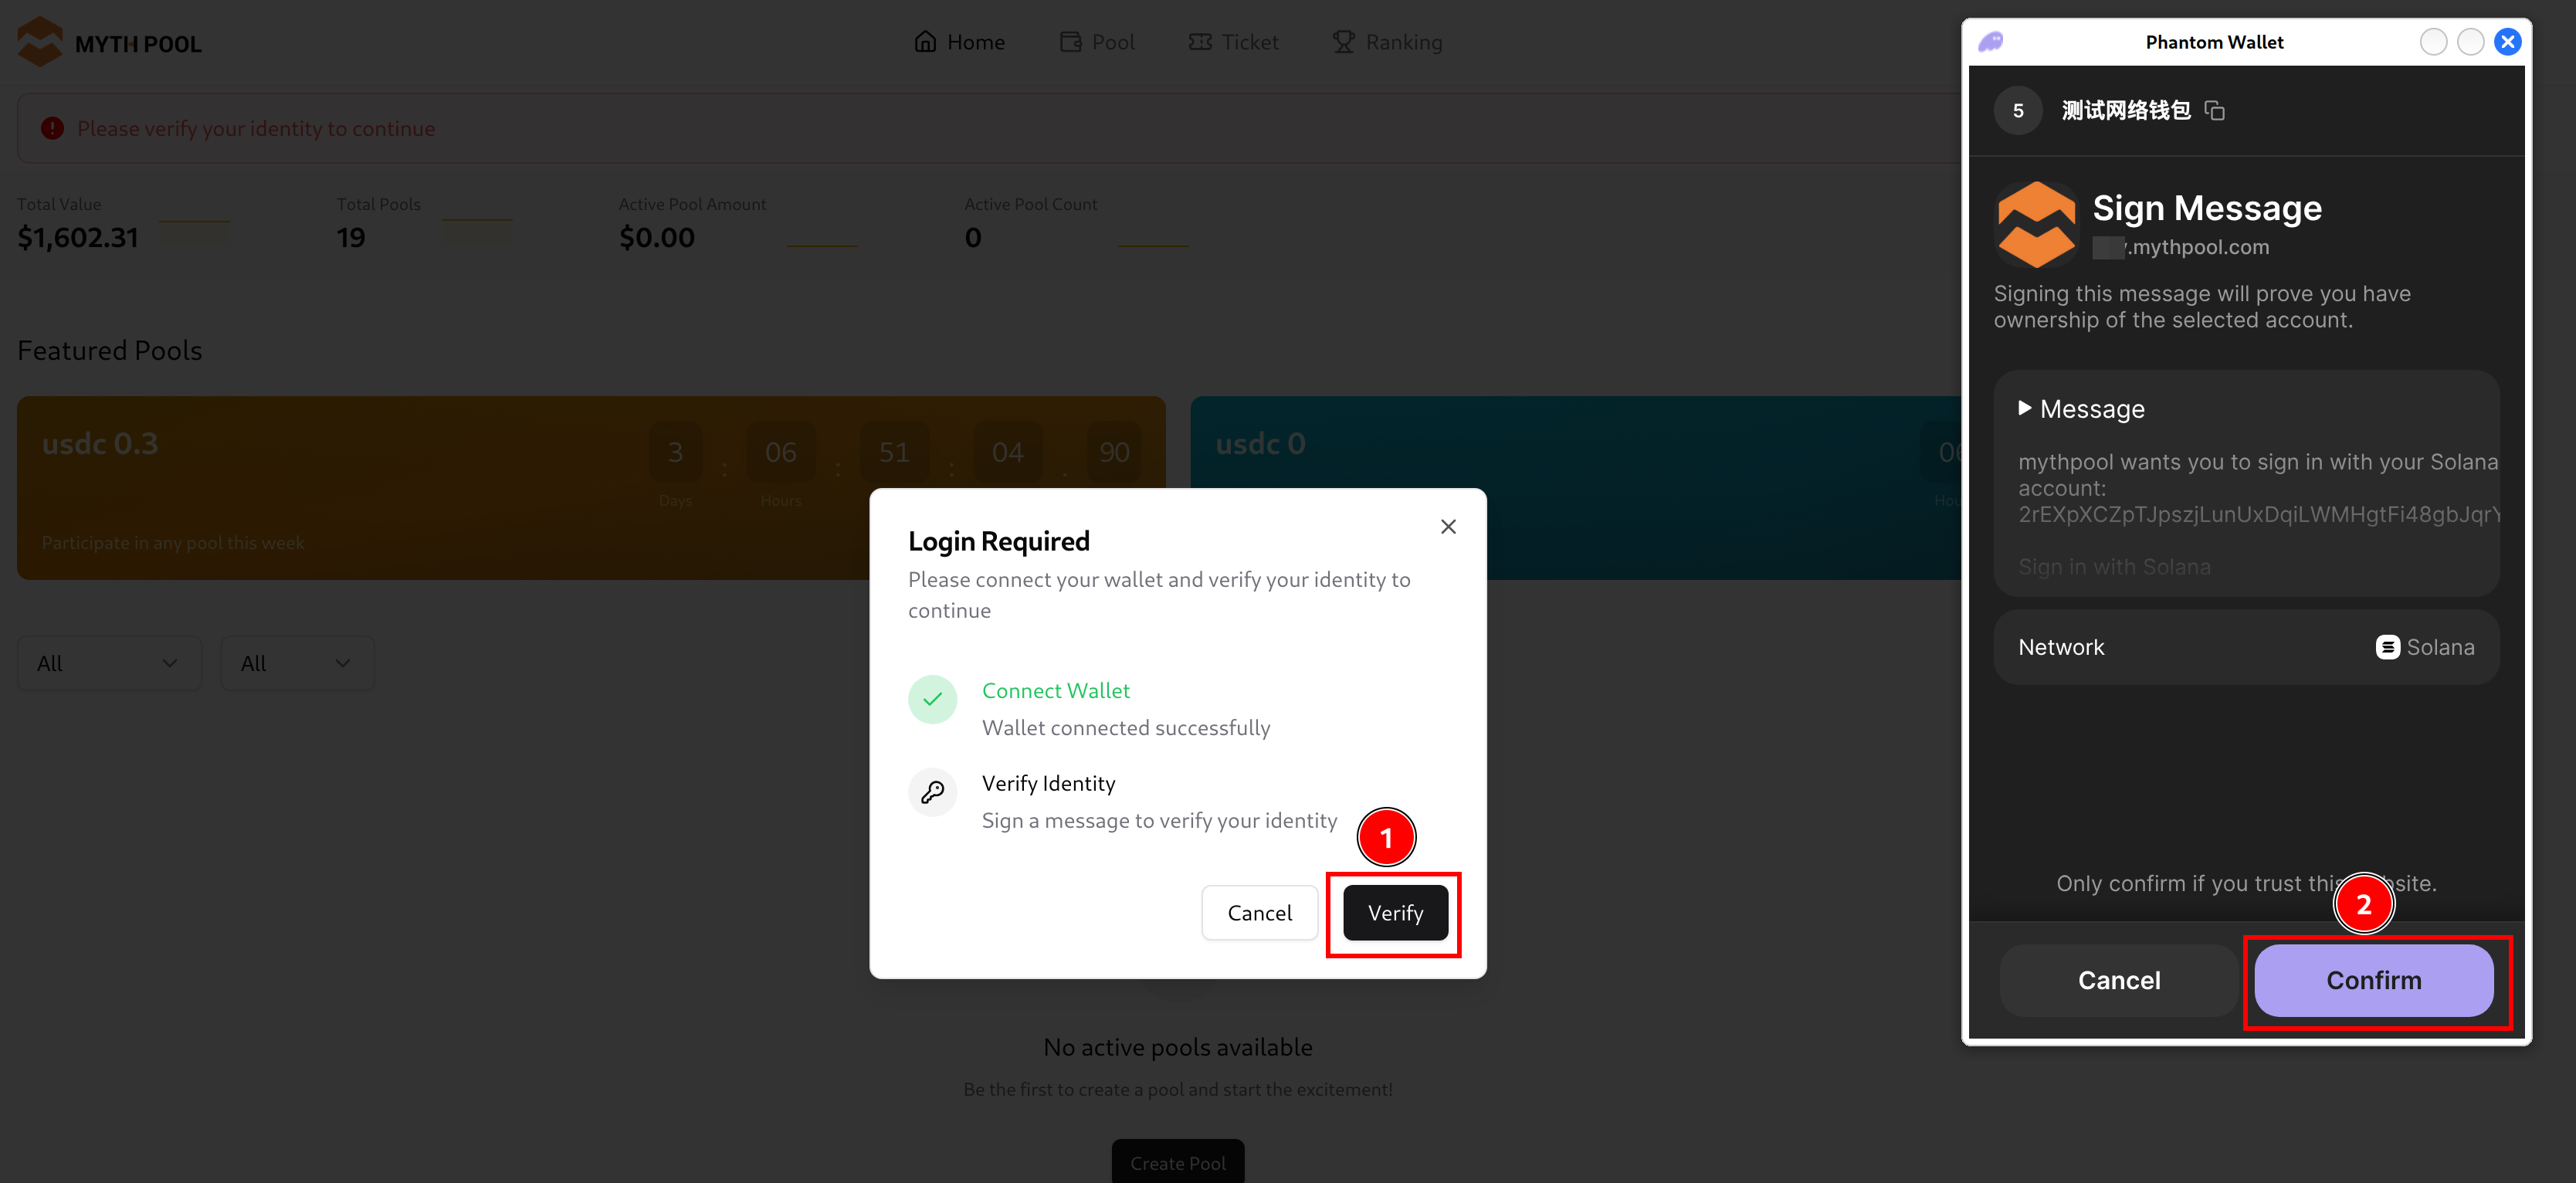 MYTH POOL
Home
Pool
Ticket
Ranking
Please verify your identity to continue
Total Value
$1,602.31
Total Pools
19
Active Pool Amount
$0.00
Active Pool Count
0
Featured Pools
usdc 0.3
3 : 06 : 51 : 04 . 90
Days
Hours
Participate in any pool this week
usdc 0
All
All
Login Required
Please connect your wallet and verify your identity to
continue
Connect Wallet
Wallet connected successfully
Verify Identity
Sign a message to verify your identity
1
Cancel
Verify
No active pools available
Be the first to create a pool and start the excitement!
Create Pool
Phantom Wallet
5
测试网络钱包
Sign Message
.mythpool.com
Signing this message will prove you have
ownership of the selected account.
Message
mythpool wants you to sign in with your Solana
account:
2rEXpXCZpTJpszjLunUxDqiLWMHgtFi48gbJqrY
Sign in with Solana
Network
Solana
Only confirm if you trust this
2
Cancel
Confirm